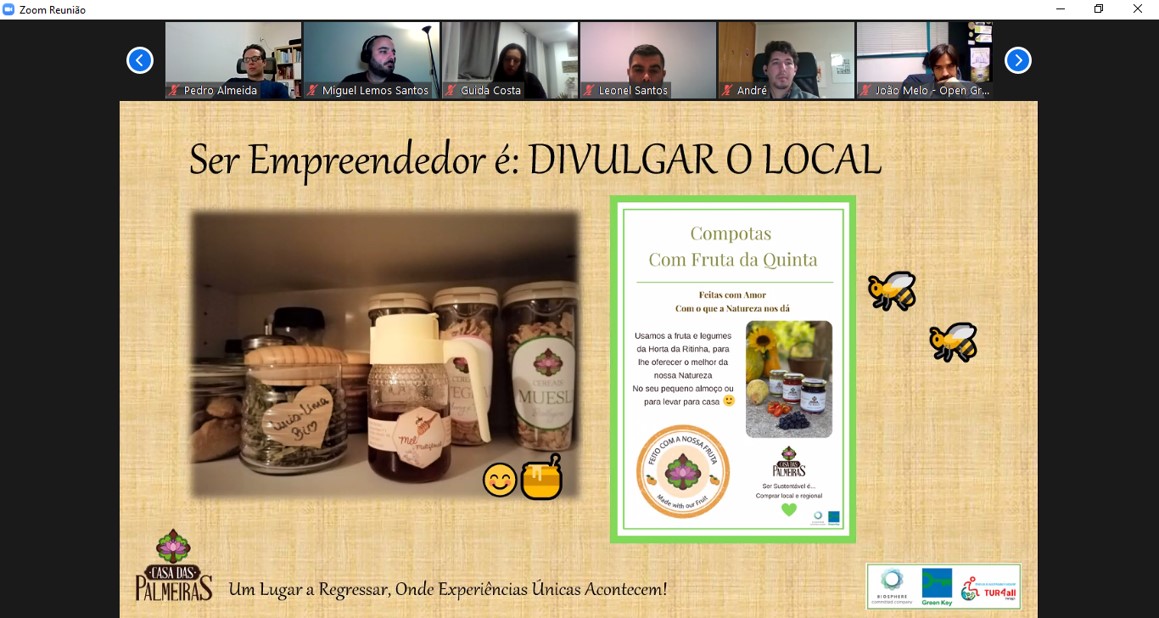 Zoom Reunião
Pedro Almeida
Miguel Lemos Santos
Guida Costa
Leonel Santos
André
João Melo - Open Gr...
Ser Empreendedor é: DIVULGAR O LOCAL
Lúcia-Lima
Bio
Mel
MUESLI
Compotas
Com Fruta da Quinta
Feitas com Amor
Com o que a Natureza nos dá
Usamos a fruta e legumes
da Horta da Ritinha, para
lhe oferecer o melhor da
nossa Natureza
No seu pequeno almoço ou
para levar para casa
FEITO COM A NOSSA FRUTA
Made with our Fruit
CASA DAS
PALMEIRAS
Ser Sustentável é...
Comprar local e regional
CASA DAS
PALMEIRAS
Um Lugar a Regressar, Onde Experiências Únicas Acontecem!
BIOSPHERE
committed company
Green Key
TUR4all